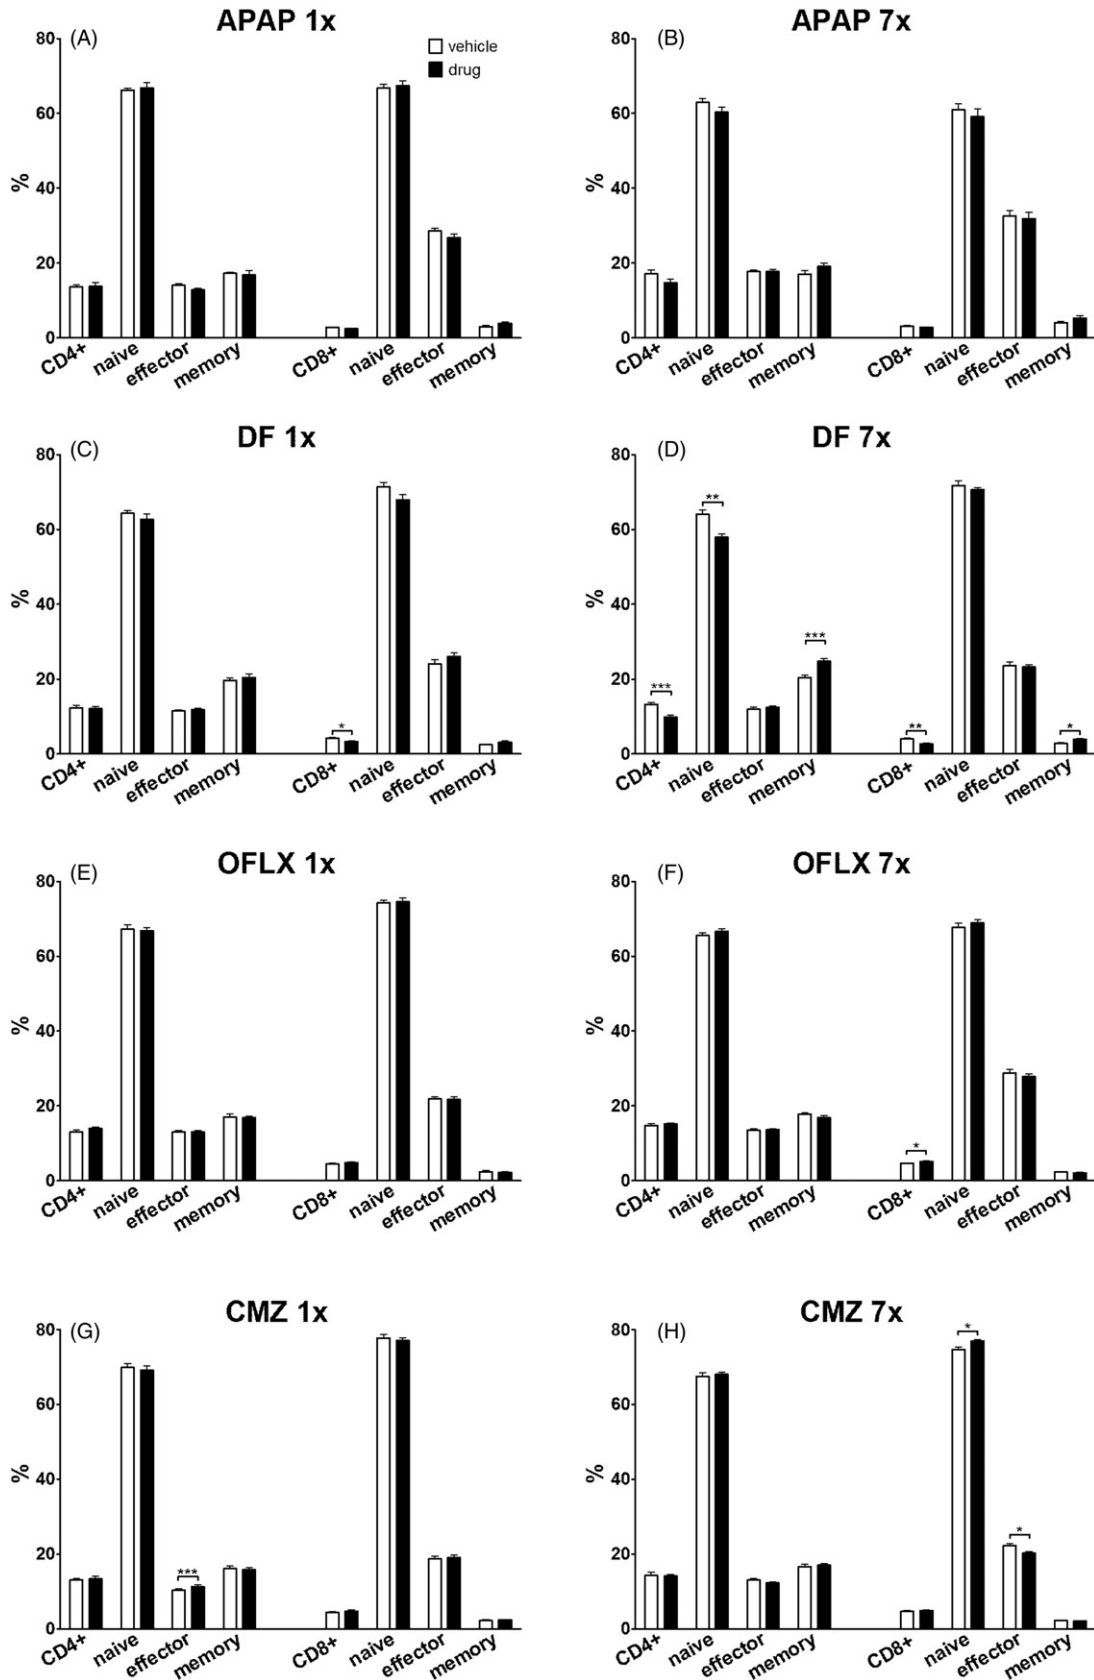 APAP 1x
(A)
vehicle
drug
80
60
40
20
0
%
CD4+ naive effector memory CD8+ naive effector memory
APAP 7x
(B)
80
60
40
20
0
%
CD4+ naive effector memory CD8+ naive effector memory
DF 1x
(C)
80
60
40
20
0
%
*
CD4+ naive effector memory CD8+ naive effector memory
DF 7x
(D)
80
60
40
20
0
%
*** ** *** ** *
CD4+ naive effector memory CD8+ naive effector memory
OFLX 1x
(E)
80
60
40
20
0
%
CD4+ naive effector memory CD8+ naive effector memory
OFLX 7x
(F)
80
60
40
20
0
%
*
CD4+ naive effector memory CD8+ naive effector memory
CMZ 1x
(G)
80
60
40
20
0
%
***
CD4+ naive effector memory CD8+ naive effector memory
CMZ 7x
(H)
80
60
40
20
0
%
* *
CD4+ naive effector memory CD8+ naive effector memory